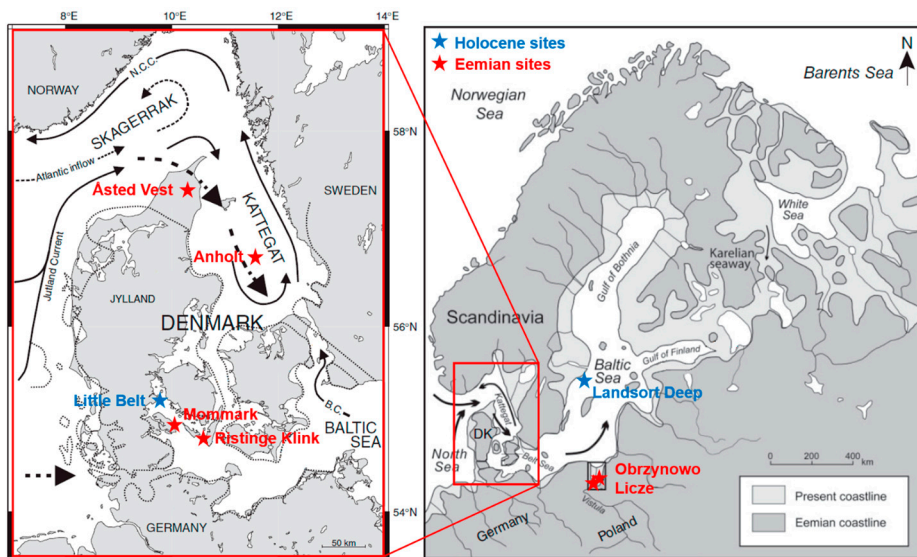 8°E
10°E
12°E
14°E
NORWAY
N.C.C.
SKAGERRAK
58°N
Atlantic inflow
Åsted Vest
SWEDEN
KATTEGAT
Anholt
Jutland Current
JYLLAND
DENMARK
56°N
Little Belt
Mommark
Ristinge Klink
B.C.
BALTIC
SEA
GERMANY
50 km
54°N
Holocene sites
Eemian sites
N
Barents Sea
Norwegian
Sea
White
Sea
Karelian
seaway
Gulf of Bothnia
Scandinavia
Gulf of Finland
Baltic
Sea
Landsort Deep
Kattegat
DK
North
Sea
Belt Sea
Obrzynowo
Licze
Vistula
Germany
Poland
0
200
400
km
Present coastline
Eemian coastline